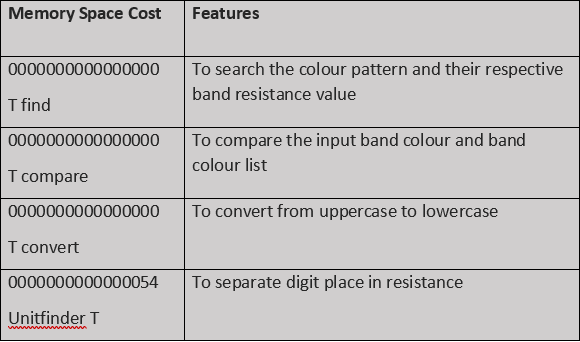 Memory Space Cost Features
0000000000000000 To search the colour pattern and their respective
T find band resistance value
0000000000000000 To compare the input band colour and band
T compare colour list
0000000000000000 To convert from uppercase to lowercase
T convert
0000000000000054 To separate digit place in resistance
Unitfinder T